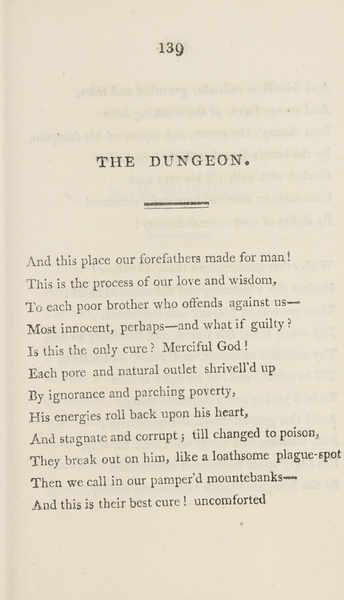 139
THE DUNGEON.
And this place our forefathers made for man!
This is the process of our love and wisdom,
To each poor brother who offends against us—
Most innocent, perhaps—and what if guilty?
Is this the only cure? Merciful God!
Each pore and natural outlet shrivell'd up
By ignorance and parching poverty,
His energies roll back upon his heart,
And stagnate and corrupt; till changed to poison,
They break out on him, like a loathsome plague-spot
Then we call in our pamper'd mountebanks—
And this is their best cure! uncomforted